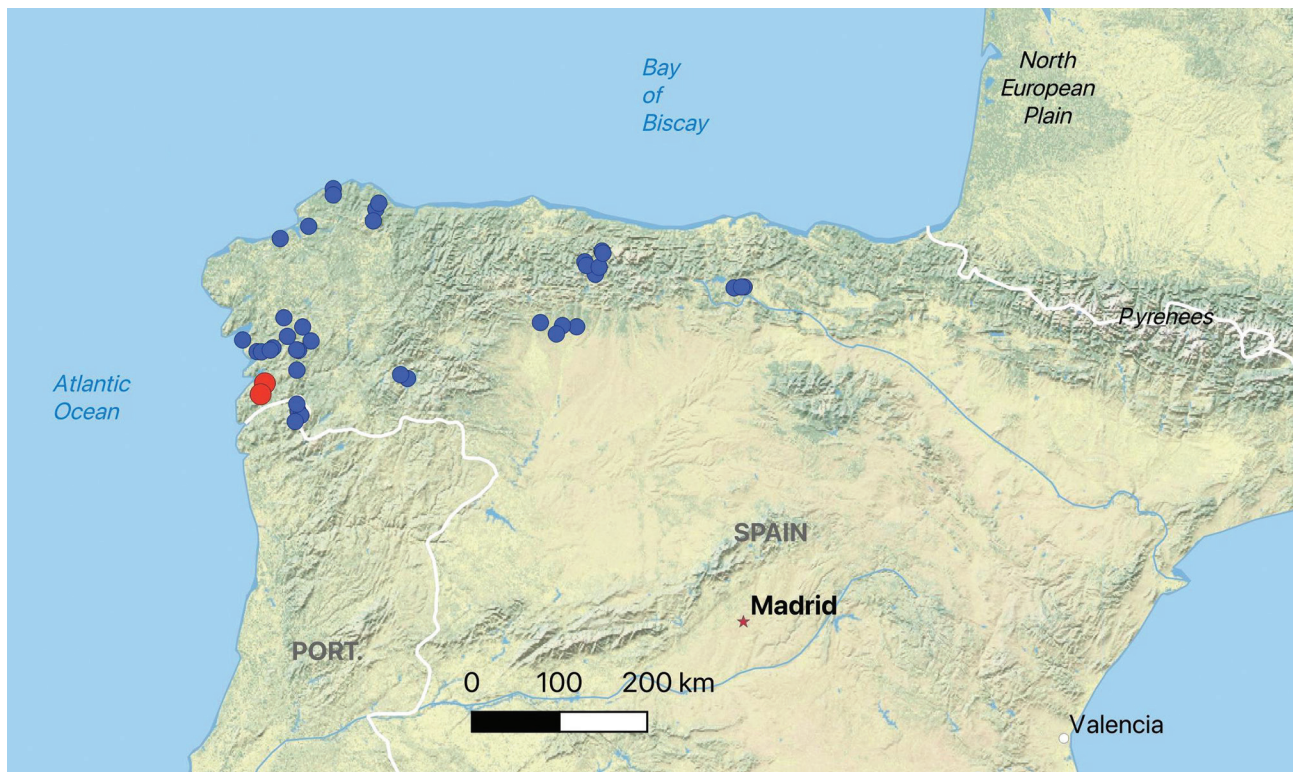 Bay
of
Biscay
North
European
Plain
Pyrenees
Atlantic
Ocean
SPAIN
Madrid
PORT.
0 100 200 km
Valencia